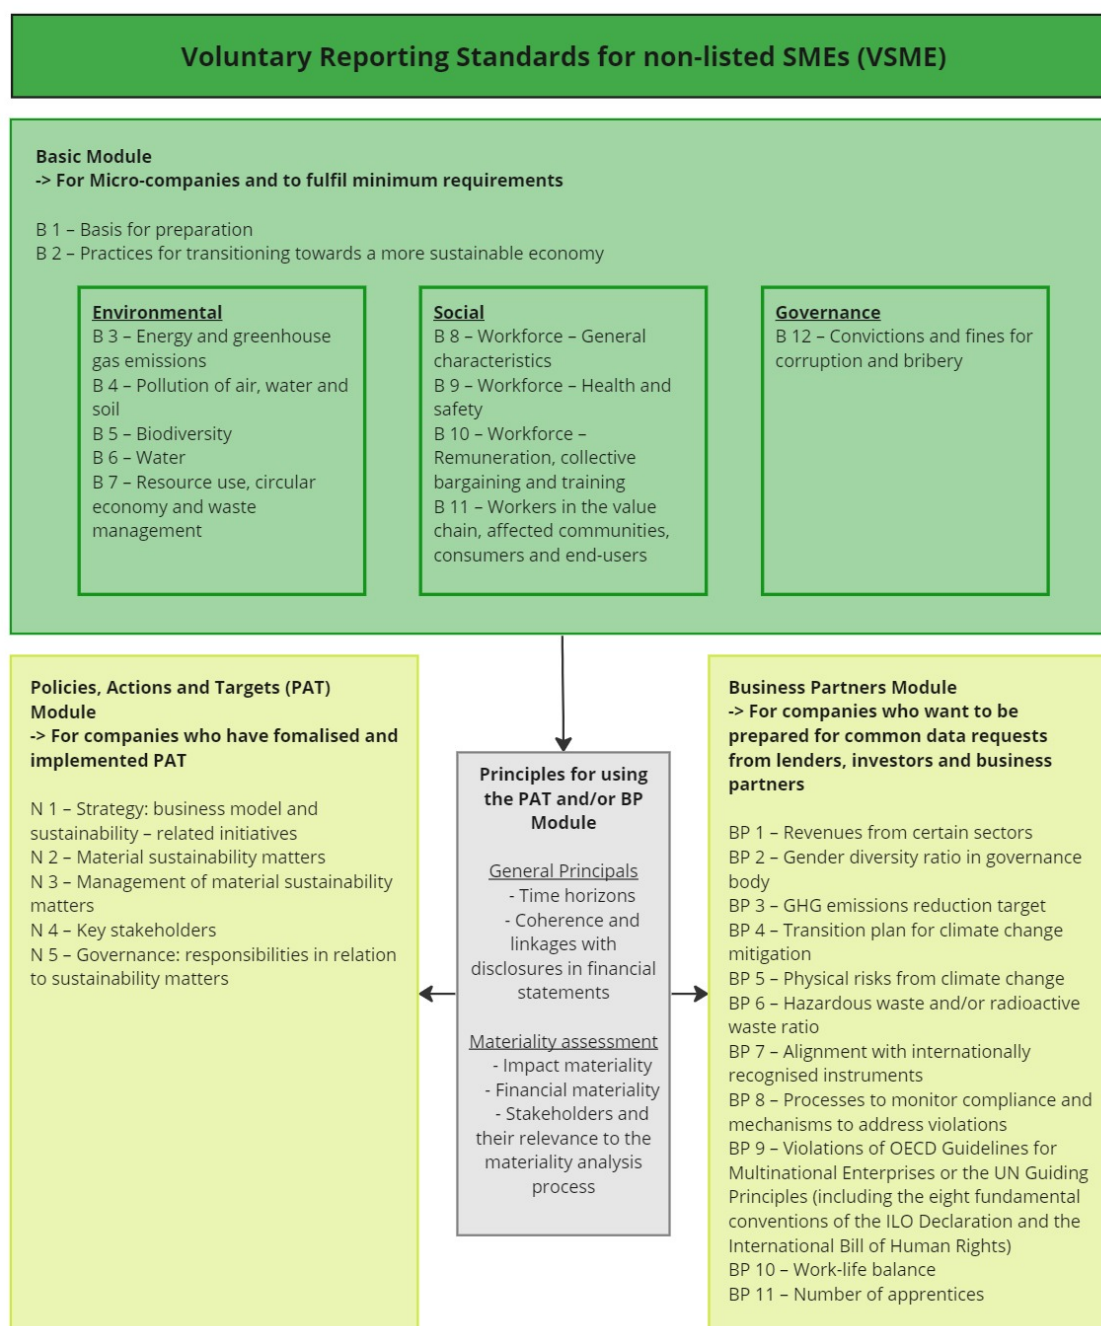 Voluntary Reporting Standards for non-listed SMEs (VSME)
Basic Module
-> For Micro-companies and to fulfil minimum requirements
B 1 – Basis for preparation
B 2 – Practices for transitioning towards a more sustainable economy
Environmental
B 3 – Energy and greenhouse
gas emissions
B 4 – Pollution of air, water and
soil
B 5 – Biodiversity
B 6 – Water
B 7 – Resource use, circular
economy and waste
management
Social
B 8 – Workforce – General
characteristics
B 9 – Workforce – Health and
safety
B 10 – Workforce –
Remuneration, collective
bargaining and training
B 11 – Workers in the value
chain, affected communities,
consumers and end-users
Governance
B 12 – Convictions and fines for
corruption and bribery
Policies, Actions and Targets (PAT)
Module
-> For companies who have fomalised and
implemented PAT
N 1 – Strategy: business model and
sustainability – related initiatives
N 2 – Material sustainability matters
N 3 – Management of material sustainability
matters
N 4 – Key stakeholders
N 5 – Governance: responsibilities in relation
to sustainability matters
Principles for using
the PAT and/or BP
Module
General Principals
- Time horizons
- Coherence and
linkages with
disclosures in financial
statements
Materiality assessment
- Impact materiality
- Financial materiality
- Stakeholders and
their relevance to the
materiality analysis
process
Business Partners Module
-> For companies who want to be
prepared for common data requests
from lenders, investors and business
partners
BP 1 – Revenues from certain sectors
BP 2 – Gender diversity ratio in governance
body
BP 3 – GHG emissions reduction target
BP 4 – Transition plan for climate change
mitigation
BP 5 – Physical risks from climate change
BP 6 – Hazardous waste and/or radioactive
waste ratio
BP 7 – Alignment with internationally
recognised instruments
BP 8 – Processes to monitor compliance and
mechanisms to address violations
BP 9 – Violations of OECD Guidelines for
Multinational Enterprises or the UN Guiding
Principles (including the eight fundamental
conventions of the ILO Declaration and the
International Bill of Human Rights)
BP 10 – Work-life balance
BP 11 – Number of apprentices